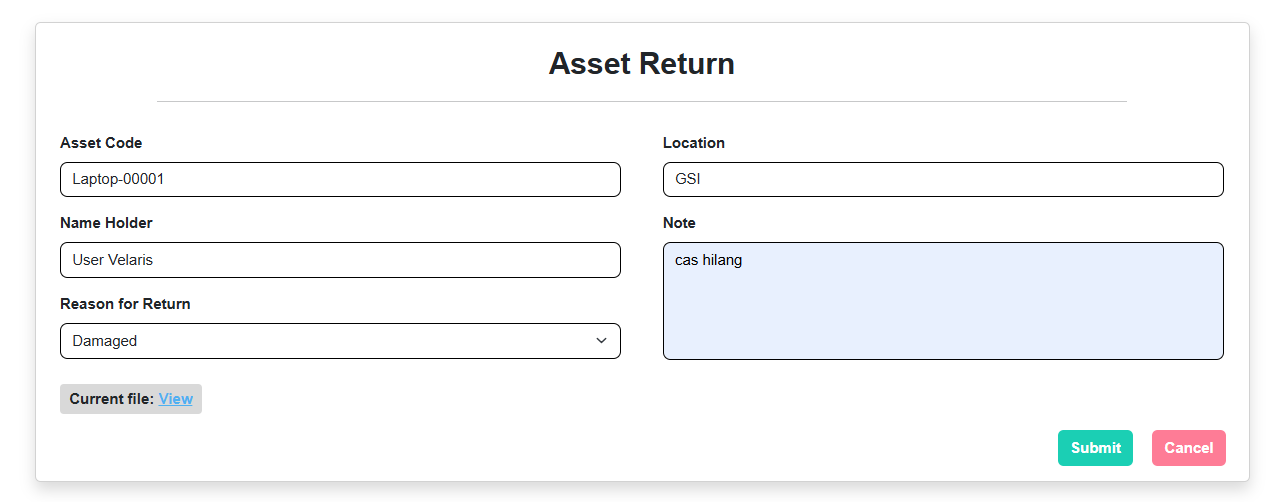 Asset Return
Asset Code
Laptop-00001
Location
GSI
Name Holder
User Velaris
Note
cas hilang
Reason for Return
Damaged
Current file: View
Submit
Cancel